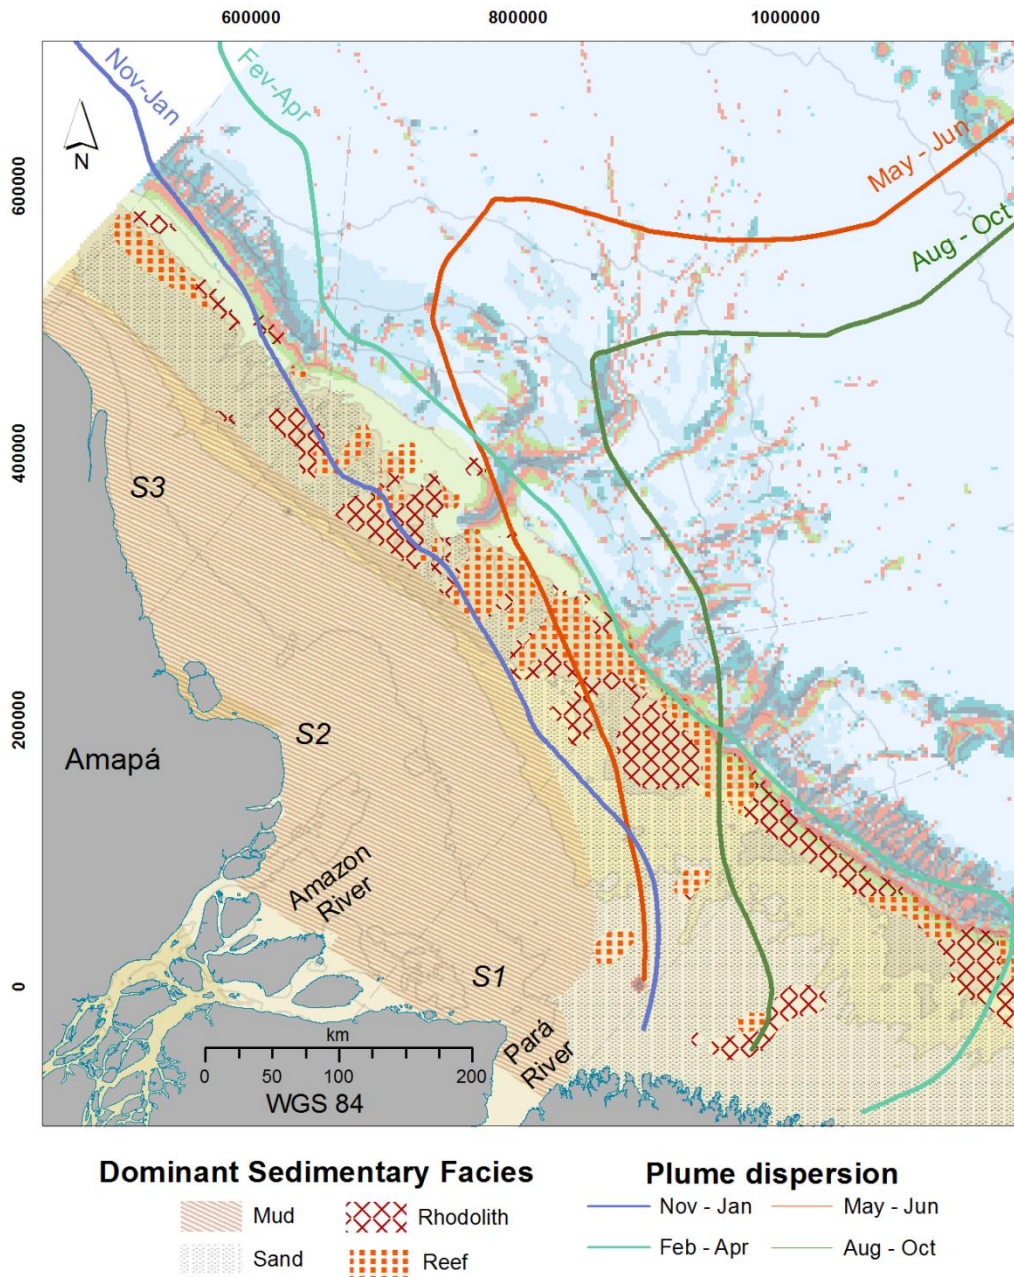 600000 800000 1000000
Nov-Jan
Fev-Apr
May - Jun
Aug - Oct
N
600000
400000
200000
0
S3
S2
Amapá
Amazon
River
S1
Pará
River
km
0 50 100 200
WGS 84
Dominant Sedimentary Facies
Mud
Rhodolith
Sand
Reef
Plume dispersion
Nov - Jan
May - Jun
Feb - Apr
Aug - Oct